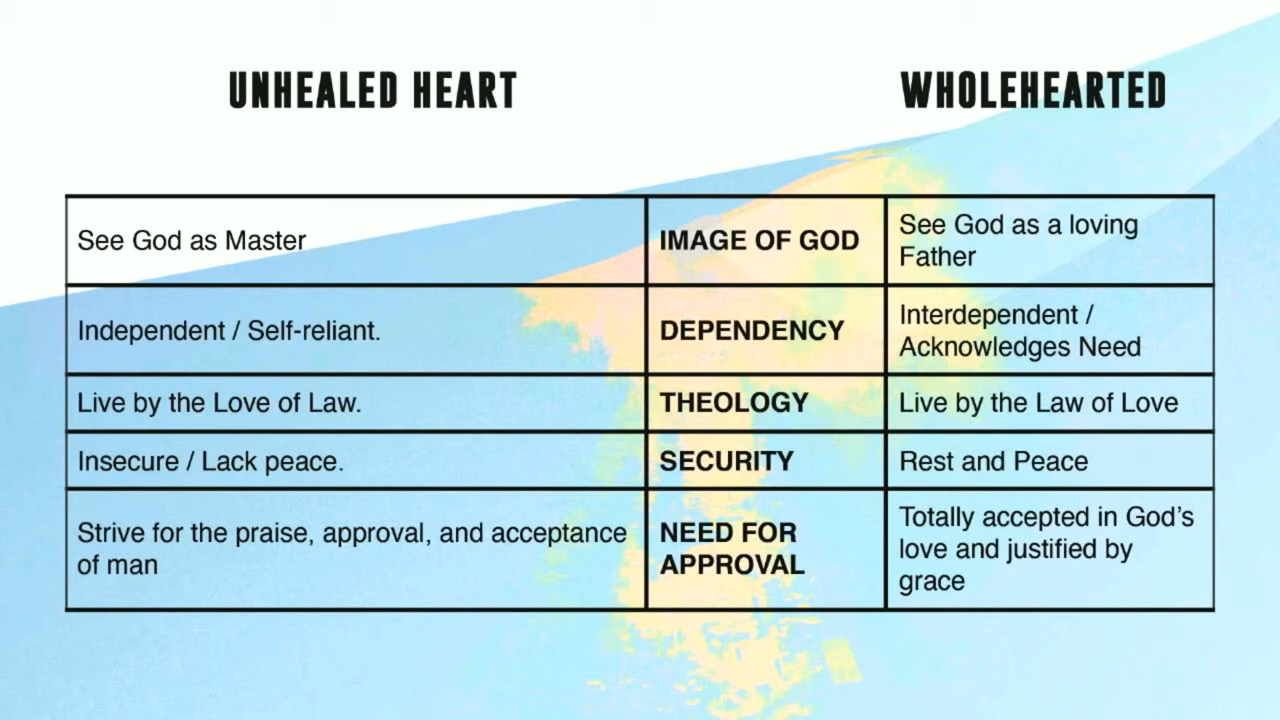 UNHEALED HEART
WHOLEHEARTED
See God as Master
IMAGE OF GOD
See God as a loving
Father
Independent / Self-reliant.
DEPENDENCY
Interdependent /
Acknowledges Need
Live by the Love of Law.
THEOLOGY
Live by the Law of Love
Insecure / Lack peace.
SECURITY
Rest and Peace
Strive for the praise, approval, and acceptance
of man
NEED FOR
APPROVAL
Totally accepted in God’s
love and justified by
grace